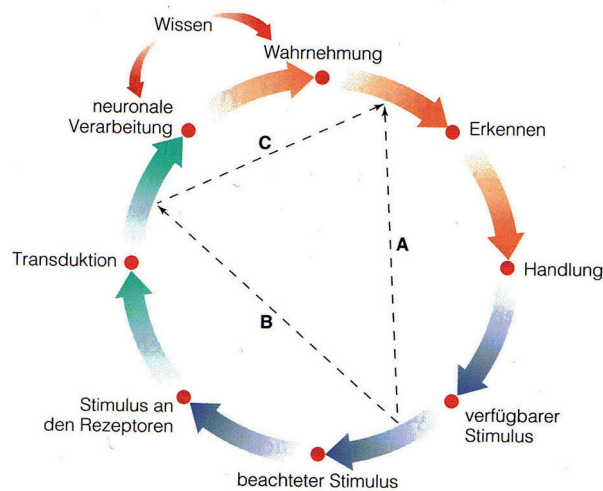 Wissen
Wahrnehmung
neuronale
Verarbeitung
Erkennen
C
A
Transduktion
Handlung
B
Stimulus an
den Rezeptoren
verfügbarer
Stimulus
beachteter Stimulus